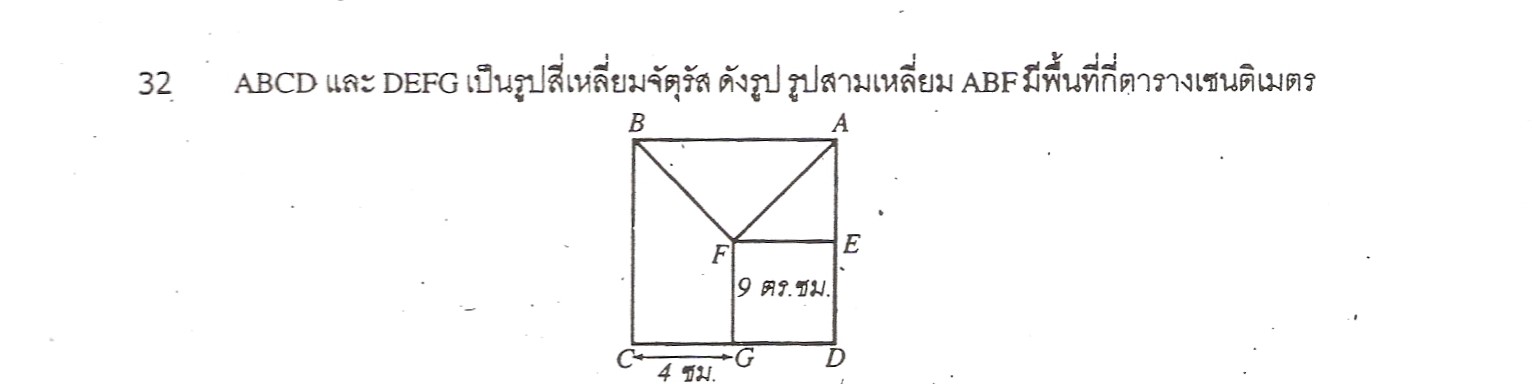 32 ABCD และ DEFG เป็นรูปสี่เหลี่ยมจัตุรัส ดังรูป รูปสามเหลี่ยม ABF มีพื้นที่กี่ตารางเซนติเมตร
B A
F E
9 ตร.ซม.
C G D
4 ซม.